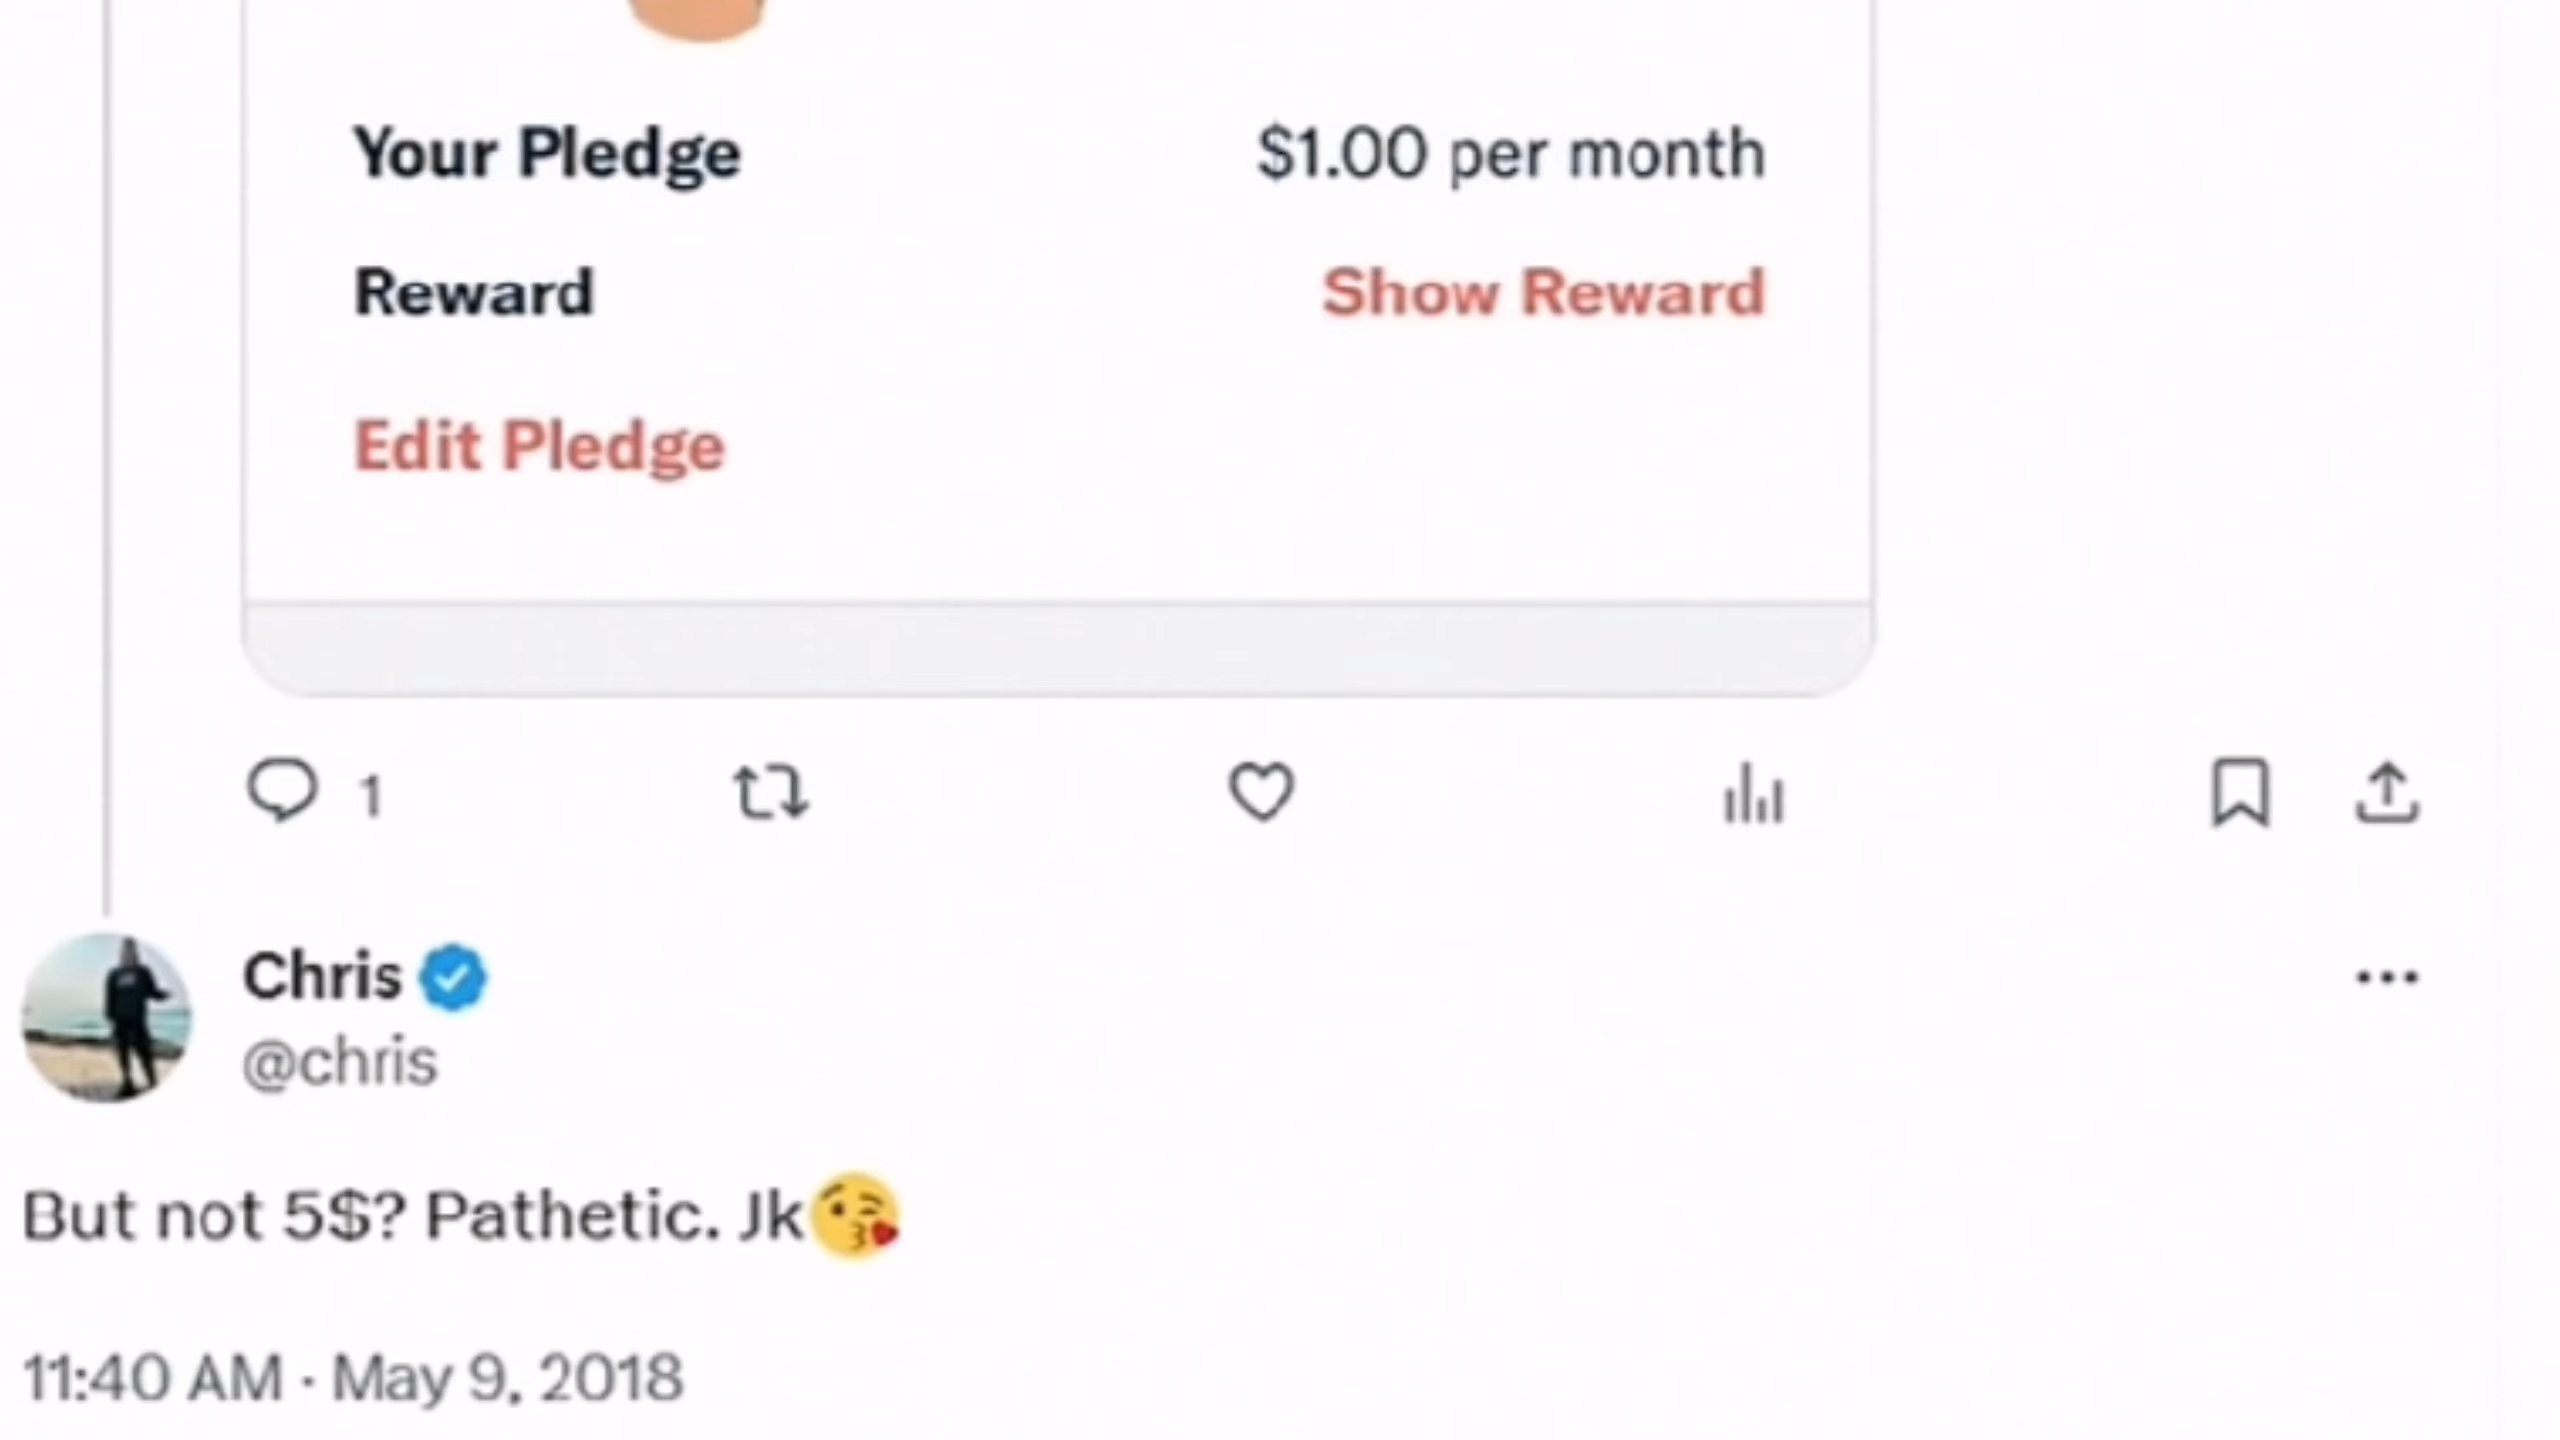 Your Pledge $1.00 per month
Reward Show Reward
Edit Pledge
1
Chris
@chris
But not 5$? Pathetic. Jk😘
11:40 AM · May 9, 2018